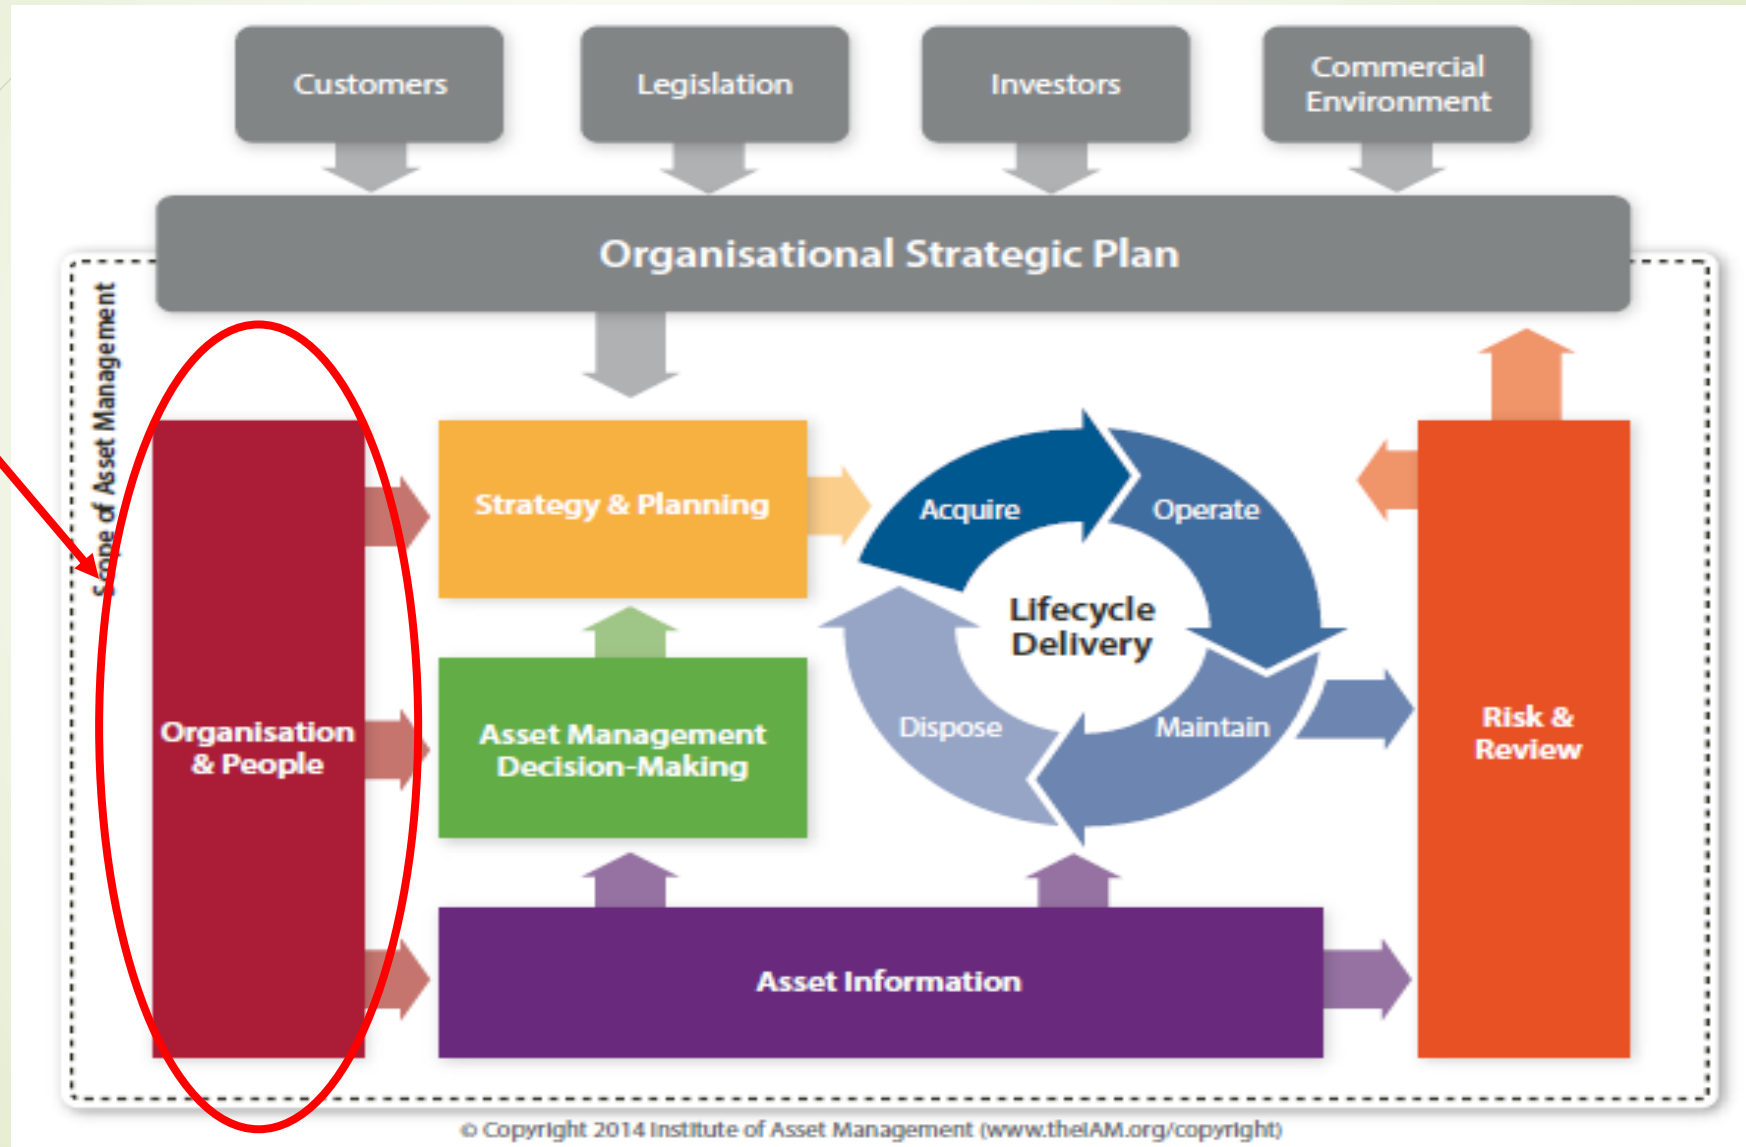 Customers
Legislation
Investors
Commercial
Environment
Organisational Strategic Plan
Scope of Asset Management
Strategy & Planning
Acquire
Operate
Lifecycle
Delivery
Organisation
& People
Asset Management
Decision-Making
Dispose
Maintain
Risk &
Review
Asset Information
© Copyright 2014 Institute of Asset Management (www.theIAM.org/copyright)